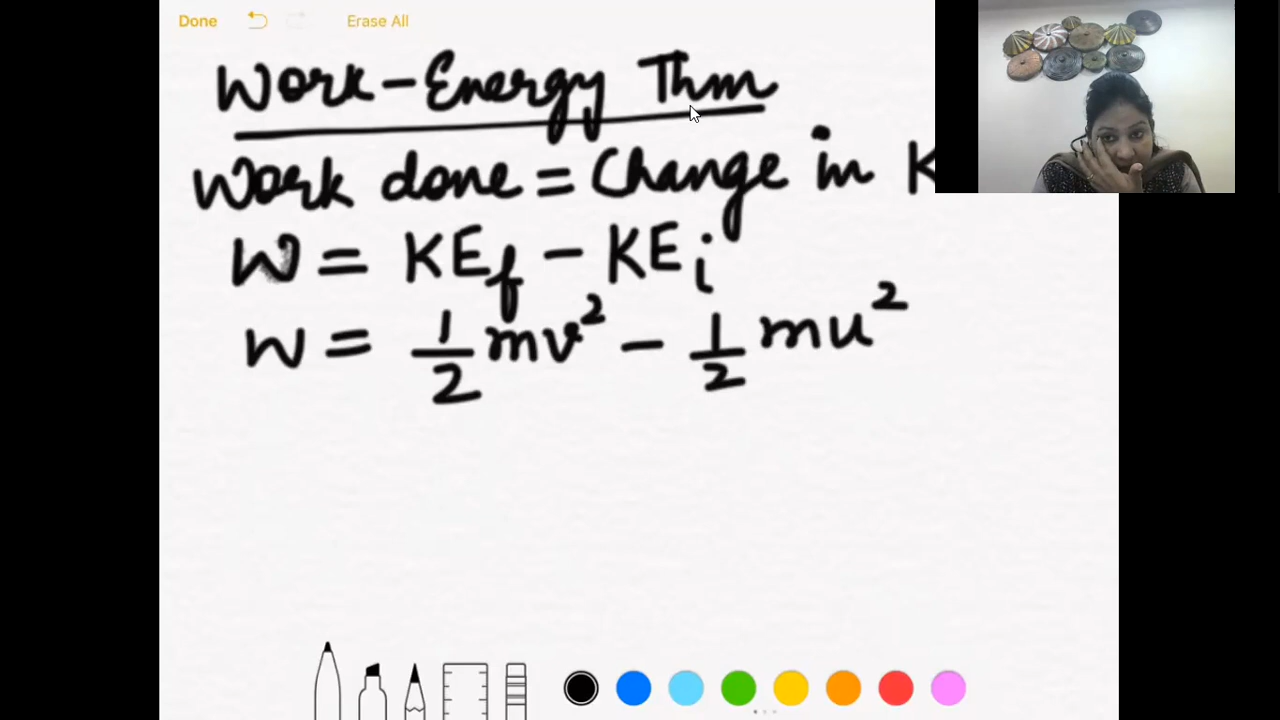 Done Erase All
Work-Energy Thm
Work done = Change in K
W = KEf - KEi
W = 1/2 mv² - 1/2 mu²